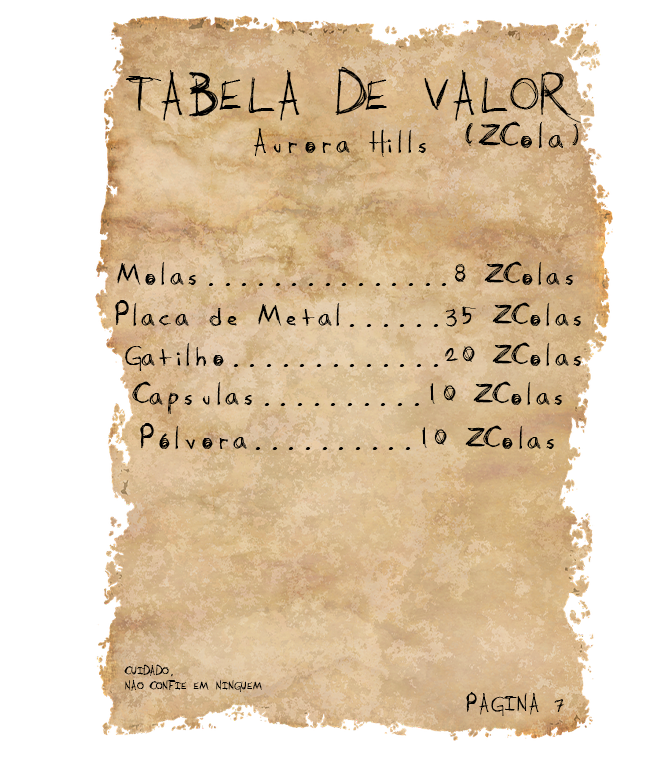 TABELA DE VALOR
(ZCola)
Aurora Hills
Molas................8 ZColas
Placa de Metal......35 ZColas
Gatilho..............20 ZColas
Capsulas..........10 ZColas
Pólvora..........10 ZColas
CUIDADO,
NÃO CONFIE EM NINGUEM
PAGINA 7